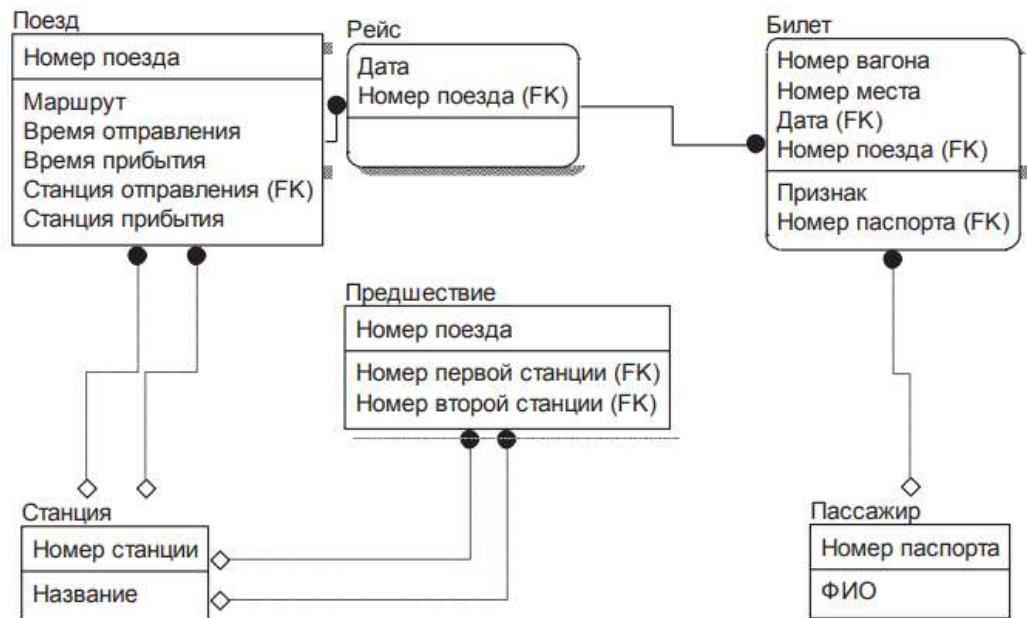 Поезд
Номер поезда
Маршрут
Время отправления
Время прибытия
Станция отправления (FK)
Станция прибытия
Рейс
Дата
Номер поезда (FK)
Билет
Номер вагона
Номер места
Дата (FK)
Номер поезда (FK)
Признак
Номер паспорта (FK)
Предшествие
Номер поезда
Номер первой станции (FK)
Номер второй станции (FK)
Станция
Номер станции
Название
Пассажир
Номер паспорта
ФИО